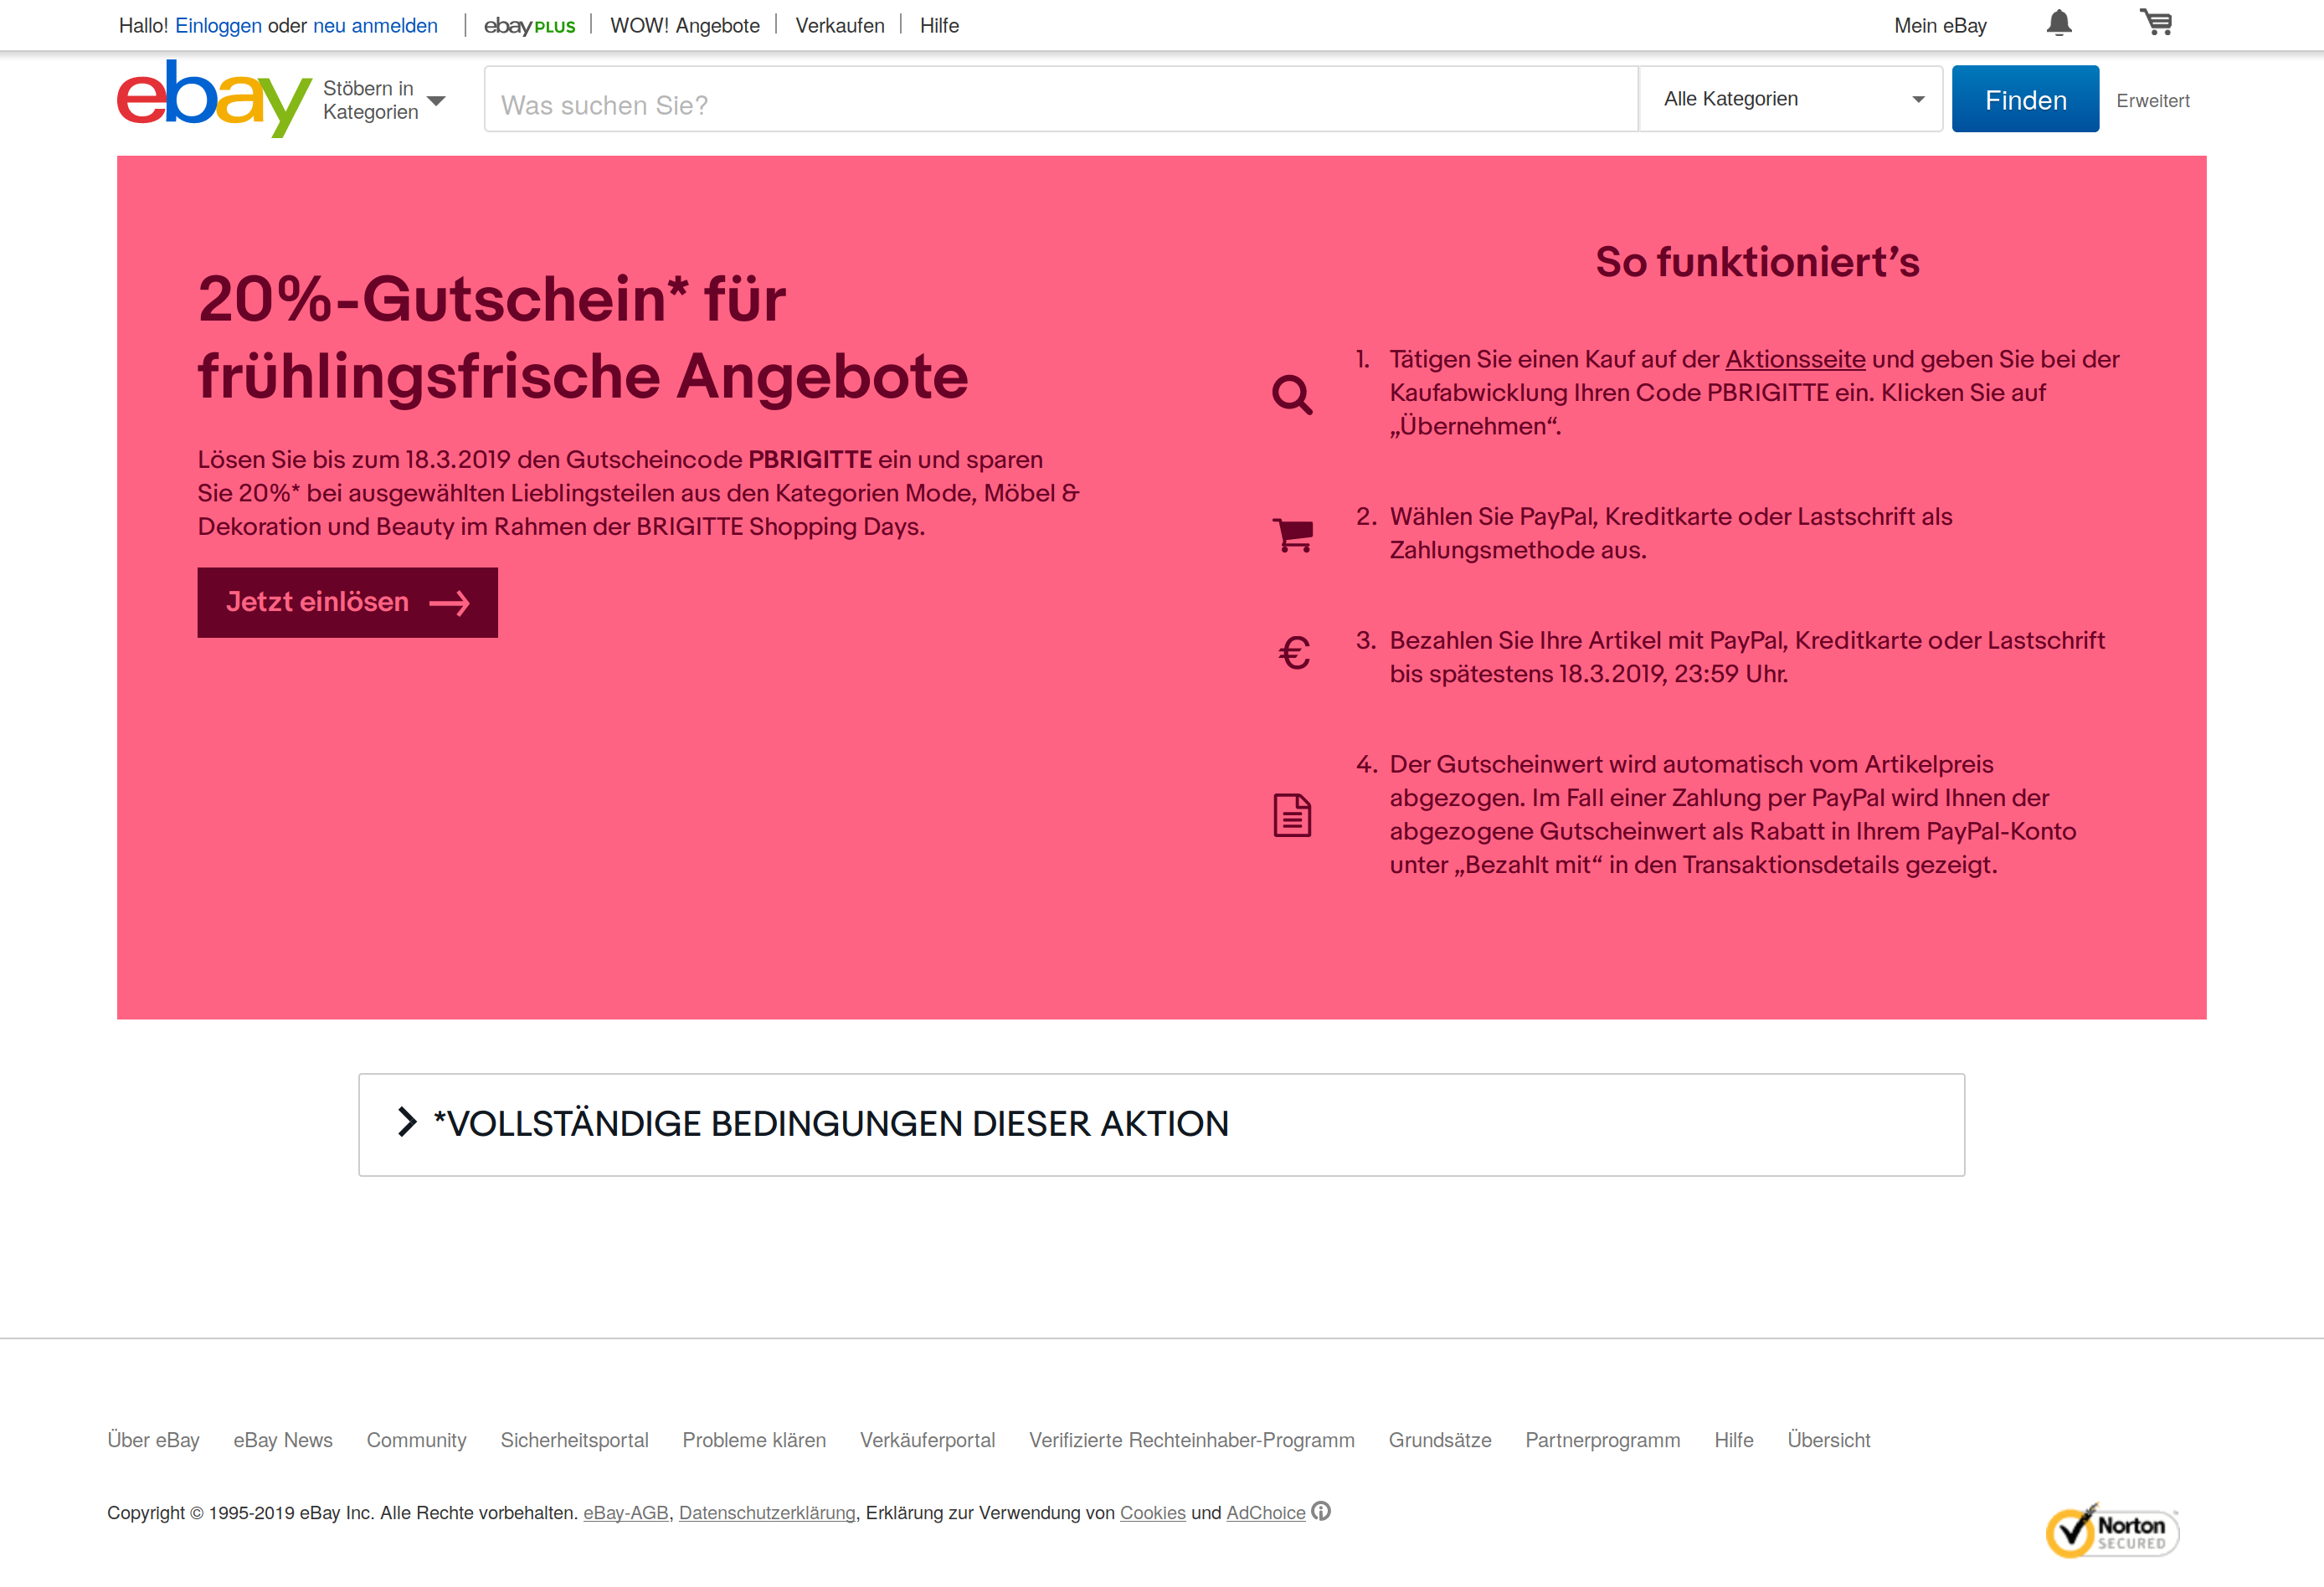 Hallo! Einloggen oder neu anmelden | ebay PLUS | WOW! Angebote | Verkaufen | Hilfe
Mein eBay
ebay
Stöbern in
Kategorien
Was suchen Sie?
Alle Kategorien
Finden
Erweitert
20%-Gutschein* für
frühlingsfrische Angebote
Lösen Sie bis zum 18.3.2019 den Gutscheincode PBRIGITTE ein und sparen
Sie 20%* bei ausgewählten Lieblingsteilen aus den Kategorien Mode, Möbel &
Dekoration und Beauty im Rahmen der BRIGITTE Shopping Days.
Jetzt einlösen
So funktioniert’s
1. Tätigen Sie einen Kauf auf der Aktionsseite und geben Sie bei der
Kaufabwicklung Ihren Code PBRIGITTE ein. Klicken Sie auf
„Übernehmen“.
2. Wählen Sie PayPal, Kreditkarte oder Lastschrift als
Zahlungsmethode aus.
3. Bezahlen Sie Ihre Artikel mit PayPal, Kreditkarte oder Lastschrift
bis spätestens 18.3.2019, 23:59 Uhr.
4. Der Gutscheinwert wird automatisch vom Artikelpreis
abgezogen. Im Fall einer Zahlung per PayPal wird Ihnen der
abgezogene Gutscheinwert als Rabatt in Ihrem PayPal-Konto
unter „Bezahlt mit“ in den Transaktionsdetails gezeigt.
*VOLLSTÄNDIGE BEDINGUNGEN DIESER AKTION
Über eBay eBay News Community Sicherheitsportal Probleme klären Verkäuferportal Verifizierte Rechteinhaber-Programm Grundsätze Partnerprogramm Hilfe Übersicht
Copyright © 1995-2019 eBay Inc. Alle Rechte vorbehalten. eBay-AGB, Datenschutzerklärung, Erklärung zur Verwendung von Cookies und AdChoice
Norton
SECURED